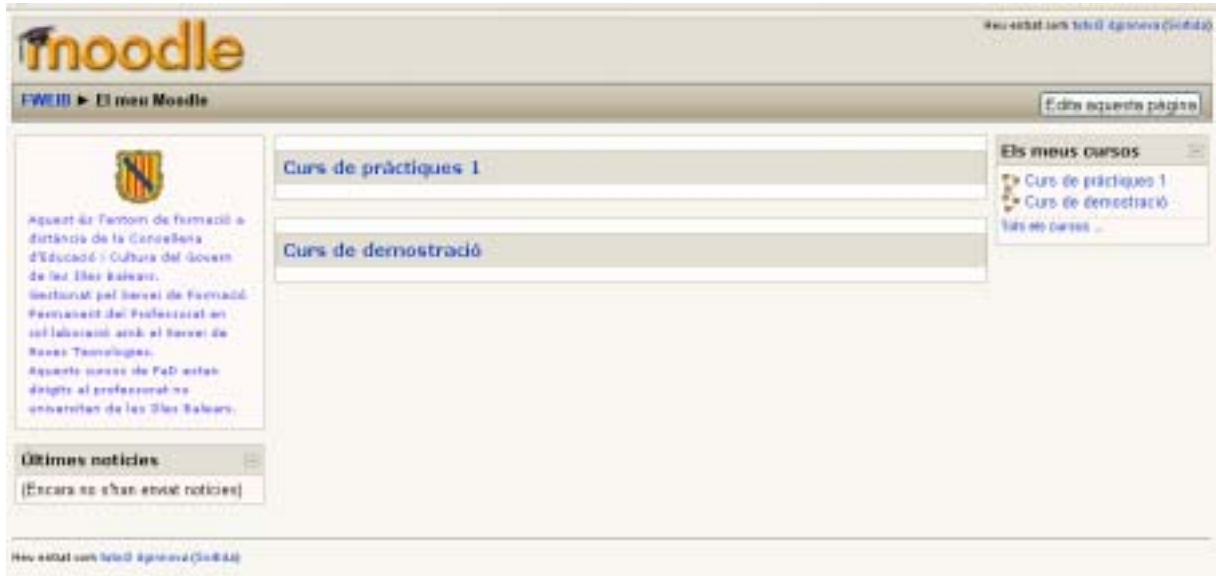 moodle
Heu entrat com
(Sortida)
FWEIB ► El meu Moodle
Edita aquesta pàgina
Aquest és l'entorn de formació a
distància de la Conselleria
d'Educació i Cultura del Govern
de les Illes Balears.
Gestionat pel Servei de Formació
Permanent del Professorat en
col·laboració amb el Servei de
Noves Tecnologies.
Aquests cursos de FaD estan
dirigits al professorat no
universitari de les Illes Balears.
Últimes notícies
(Encara no s'han enviat notícies)
Curs de pràctiques 1
Curs de demostració
Els meus cursos
Curs de pràctiques 1
Curs de demostració
Tots els cursos ...
Heu entrat com
(Sortida)